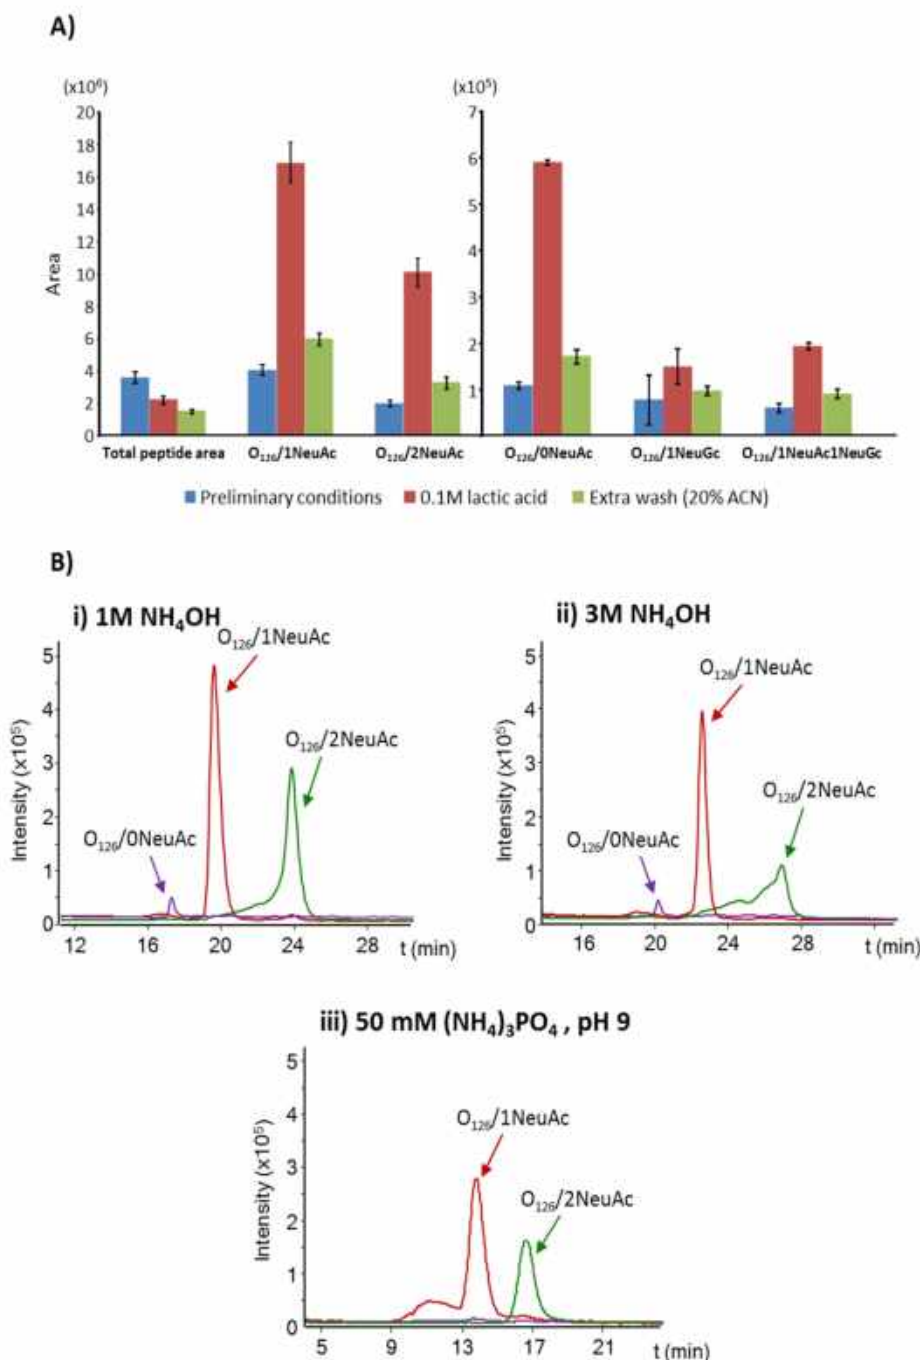 A)
(x10⁶) (x10⁵)
20 7
18
16 6
14 5
12
10 4
8 3
6
4 2
2 1
0
Area
Total peptide area O₁₂₆/1NeuAc O₁₂₆/2NeuAc O₁₂₆/0NeuAc O₁₂₆/1NeuGc O₁₂₆/1NeuAc1NeuGc
Preliminary conditions 0.1M lactic acid Extra wash (20% ACN)
B)
i) 1M NH₄OH
O₁₂₆/1NeuAc
O₁₂₆/2NeuAc
O₁₂₆/0NeuAc
Intensity (x10⁵)
5
4
3
2
1
0
12 16 20 24 28 t (min)
ii) 3M NH₄OH
O₁₂₆/1NeuAc
O₁₂₆/2NeuAc
O₁₂₆/0NeuAc
Intensity (x10⁵)
5
4
3
2
1
0
16 20 24 28 t (min)
iii) 50 mM (NH₄)₃PO₄ , pH 9
O₁₂₆/1NeuAc
O₁₂₆/2NeuAc
Intensity (x10⁵)
5
4
3
2
1
0
5 9 13 17 21 t (min)